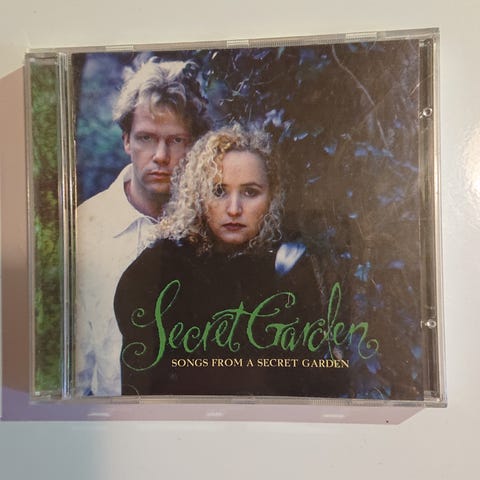 Secret Garden
SONGS FROM A SECRET GARDEN